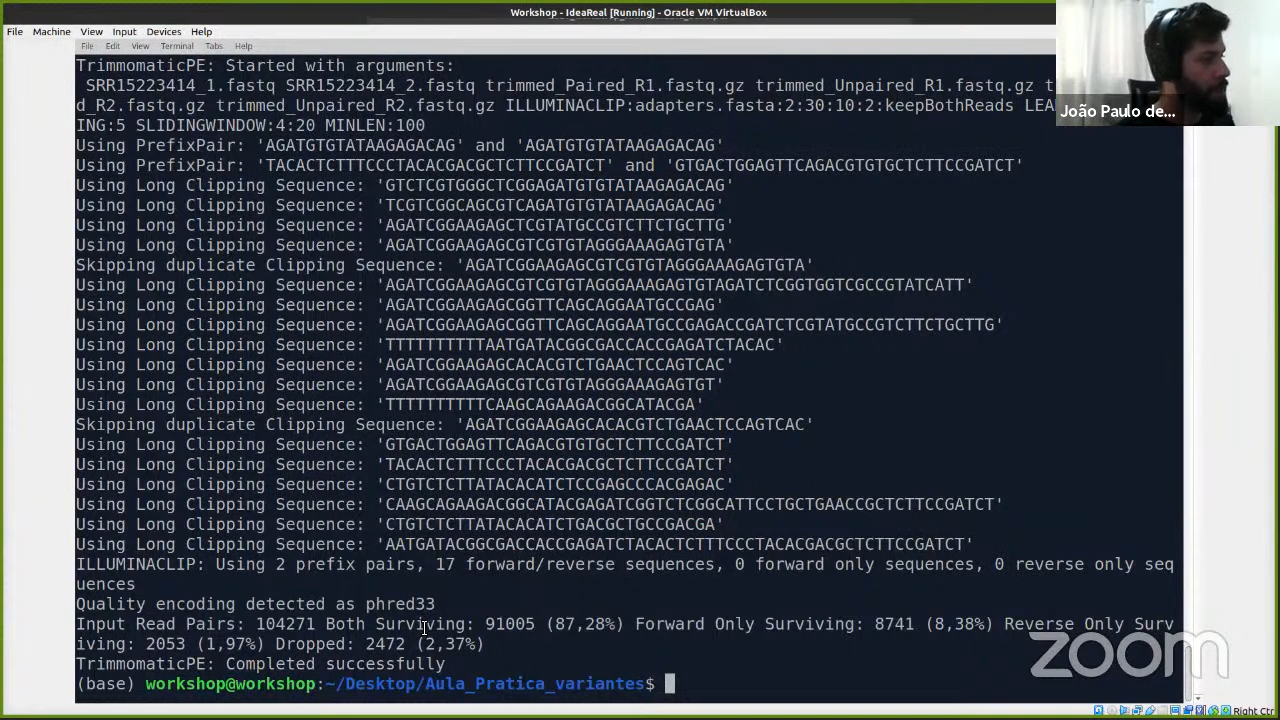 Workshop - IdeaReal [Running] - Oracle VM VirtualBox
File Machine View Input Devices Help
File Edit View Terminal Tabs Help
TrimmomaticPE: Started with arguments:
SRR15223414_1.fastq SRR15223414_2.fastq trimmed_Paired_R1.fastq.gz trimmed_Unpaired_R1.fastq.gz t
d_R2.fastq.gz trimmed_Unpaired_R2.fastq.gz ILLUMINACLIP:adapters.fasta:2:30:10:2:keepBothReads LEA
ING:5 SLIDINGWINDOW:4:20 MINLEN:100
Using PrefixPair: 'AGATGTGTATAAGAGACAG' and 'AGATGTGTATAAGAGACAG'
Using PrefixPair: 'TACACTCTTTCCCTACACGACGCTCTTCCGATCT' and 'GTGACTGGAGTTCAGACGTGTGCTCTTCCGATCT'
Using Long Clipping Sequence: 'GTCTCGTGGGCTCGGAGATGTGTATAAGAGACAG'
Using Long Clipping Sequence: 'TCGTCGGCAGCGTCAGATGTGTATAAGAGACAG'
Using Long Clipping Sequence: 'AGATCGGAAGAGCTCGTATGCCGTCTTCTGCTTG'
Using Long Clipping Sequence: 'AGATCGGAAGAGCGTCGTGTAGGGAAAGAGTGTA'
Skipping duplicate Clipping Sequence: 'AGATCGGAAGAGCGTCGTGTAGGGAAAGAGTGTA'
Using Long Clipping Sequence: 'AGATCGGAAGAGCGTCGTGTAGGGAAAGAGTGTAGATCTCGGTGGTCGCCGTATCATT'
Using Long Clipping Sequence: 'AGATCGGAAGAGCGGTTCAGCAGGAATGCCGAG'
Using Long Clipping Sequence: 'AGATCGGAAGAGCGGTTCAGCAGGAATGCCGAGACCGATCTCGTATGCCGTCTTCTGCTTG'
Using Long Clipping Sequence: 'TTTTTTTTTTAATGATACGGCGACCACCGAGATCTACAC'
Using Long Clipping Sequence: 'AGATCGGAAGAGCACACGTCTGAACTCCAGTCAC'
Using Long Clipping Sequence: 'AGATCGGAAGAGCGTCGTGTAGGGAAAGAGTGT'
Using Long Clipping Sequence: 'TTTTTTTTTTCAAGCAGAAGACGGCATACGA'
Skipping duplicate Clipping Sequence: 'AGATCGGAAGAGCACACGTCTGAACTCCAGTCAC'
Using Long Clipping Sequence: 'GTGACTGGAGTTCAGACGTGTGCTCTTCCGATCT'
Using Long Clipping Sequence: 'TACACTCTTTCCCTACACGACGCTCTTCCGATCT'
Using Long Clipping Sequence: 'CTGTCTCTTATACACATCTCCGAGCCCACGAGAC'
Using Long Clipping Sequence: 'CAAGCAGAAGACGGCATACGAGATCGGTCTCGGCATTCCTGCTGAACCGCTCTTCCGATCT'
Using Long Clipping Sequence: 'CTGTCTCTTATACACATCTGACGCTGCCGACGA'
Using Long Clipping Sequence: 'AATGATACGGCGACCACCGAGATCTACACTCTTTCCCTACACGACGCTCTTCCGATCT'
ILLUMINACLIP: Using 2 prefix pairs, 17 forward/reverse sequences, 0 forward only sequences, 0 reverse only seq
uences
Quality encoding detected as phred33
Input Read Pairs: 104271 Both Surviving: 91005 (87,28%) Forward Only Surviving: 8741 (8,38%) Reverse Only Surv
iving: 2053 (1,97%) Dropped: 2472 (2,37%)
TrimmomaticPE: Completed successfully
(base) workshop@workshop:~/Desktop/Aula_Pratica_variantes$
João Paulo de...
zoom
Right Ctr